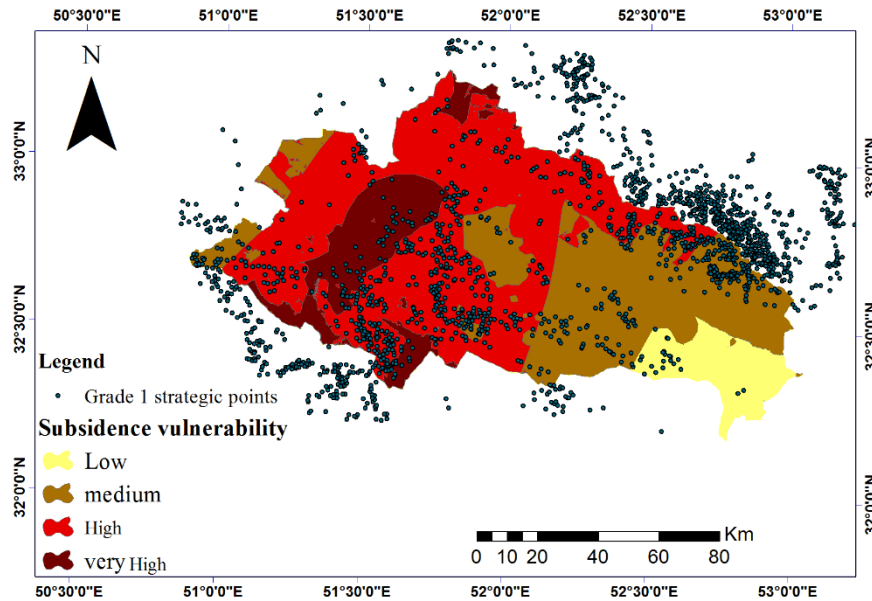 50°30'0"E 51°0'0"E 51°30'0"E 52°0'0"E 52°30'0"E 53°0'0"E
N
33°0'0"N 33°0'0"N
32°30'0"N 32°30'0"N
Legend
Grade 1 strategic points
Subsidence vulnerability
Low
medium
High
very High
32°0'0"N 32°0'0"N
Km
0 10 20 40 60 80
50°30'0"E 51°0'0"E 51°30'0"E 52°0'0"E 52°30'0"E 53°0'0"E